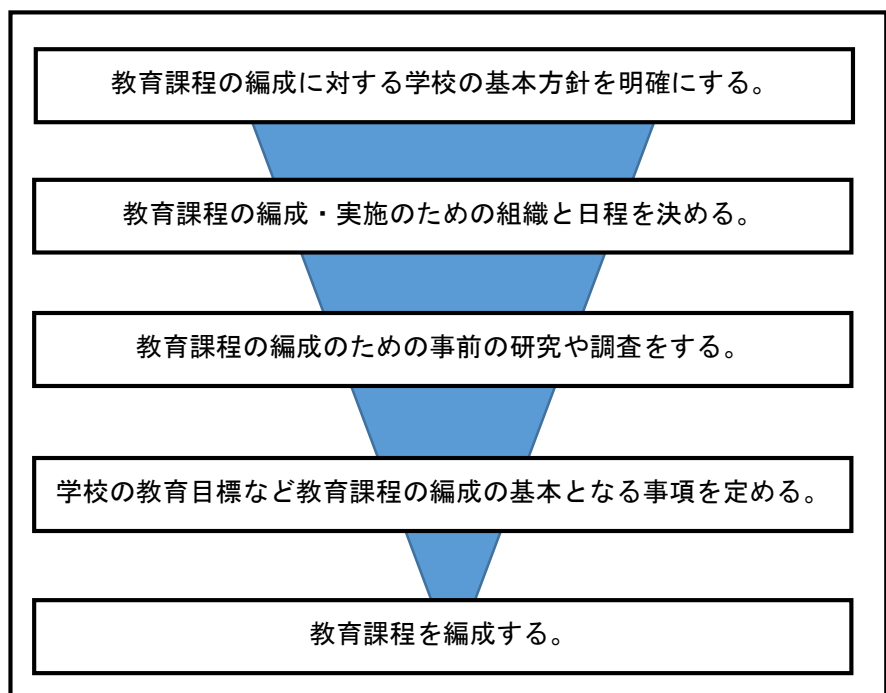 教育課程の編成に対する学校の基本方針を明確にする。
教育課程の編成・実施のための組織と日程を決める。
教育課程の編成のための事前の研究や調査をする。
学校の教育目標など教育課程の編成の基本となる事項を定める。
教育課程を編成する。